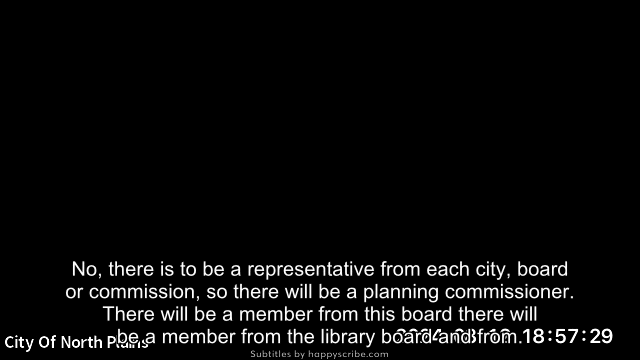 No, there is to be a representative from each city, board
or commission, so there will be a planning commissioner.
There will be a member from this board there will
be a member from the library board and from.
City Of North Plains
18:57:29
Subtitles by happyscribe.com